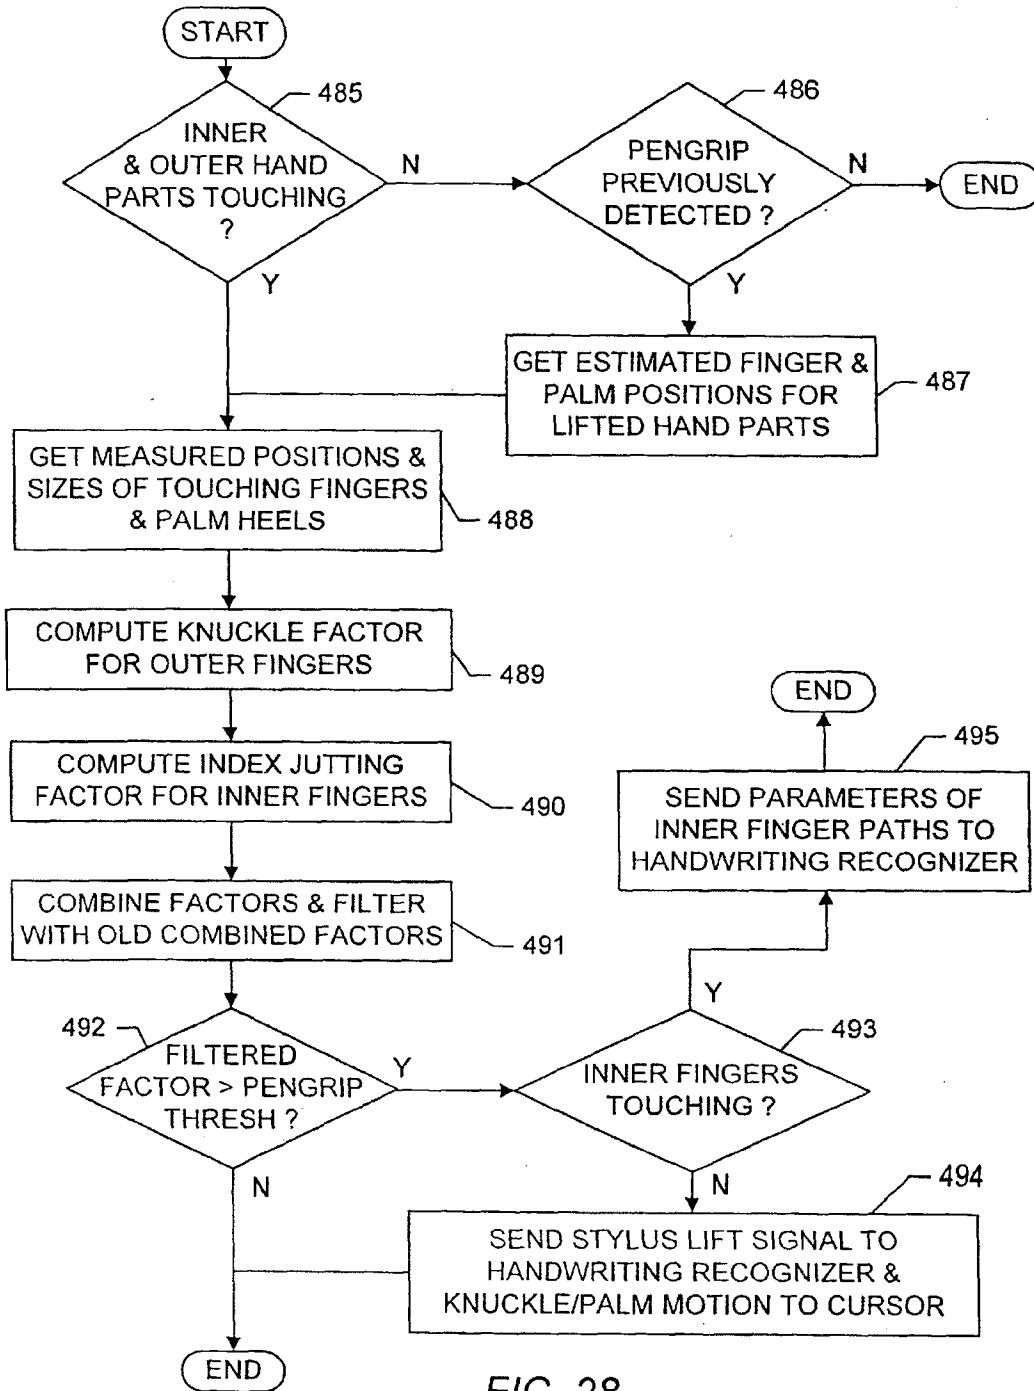 START
485
INNER
& OUTER HAND
PARTS TOUCHING
?
N
Y
486
PENGRIP
PREVIOUSLY
DETECTED ?
N
END
Y
GET ESTIMATED FINGER &
PALM POSITIONS FOR
LIFTED HAND PARTS
487
GET MEASURED POSITIONS &
SIZES OF TOUCHING FINGERS
& PALM HEELS
488
COMPUTE KNUCKLE FACTOR
FOR OUTER FINGERS
489
COMPUTE INDEX JUTTING
FACTOR FOR INNER FINGERS
490
COMBINE FACTORS & FILTER
WITH OLD COMBINED FACTORS
491
492
FILTERED
FACTOR > PENGRIP
THRESH ?
Y
N
END
495
SEND PARAMETERS OF
INNER FINGER PATHS TO
HANDWRITING RECOGNIZER
Y
493
INNER FINGERS
TOUCHING ?
N
494
SEND STYLUS LIFT SIGNAL TO
HANDWRITING RECOGNIZER &
KNUCKLE/PALM MOTION TO CURSOR
END
FIG. 28